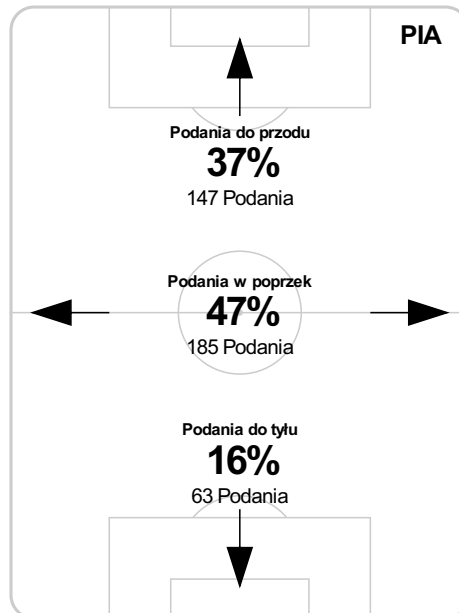 PIA
Podania do przodu
37%
147 Podania
Podania w poprzek
47%
185 Podania
Podania do tyłu
16%
63 Podania